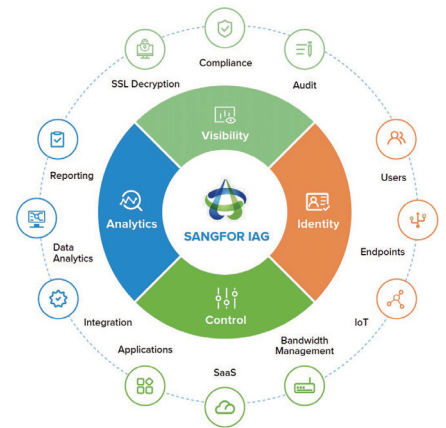 Compliance
SSL Decryption
Audit
Visibility
Reporting
Users
Analytics
SANGFOR IAG
Identity
Data
Analytics
Endpoints
Integration
Control
IoT
Applications
Bandwidth
Management
SaaS